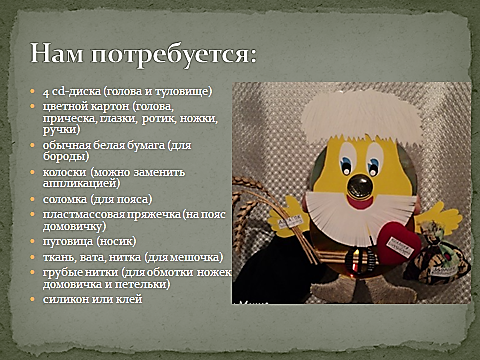 Нам потребуется:
4 cd-диска (голова и туловище)
цветной картон (голова,
прическа, глазки, ротик, ножки,
ручки)
обычная белая бумага (для
бороды)
колоски (можно заменить
аппликацией)
соломка (для пояса)
пластмассовая пряжечка (на пояс
домовичку)
пуговица (носик)
ткань, вата, нитка (для мешочка)
грубые нитки (для обмотки ножек
домовичка и петельки)
силикон или клей